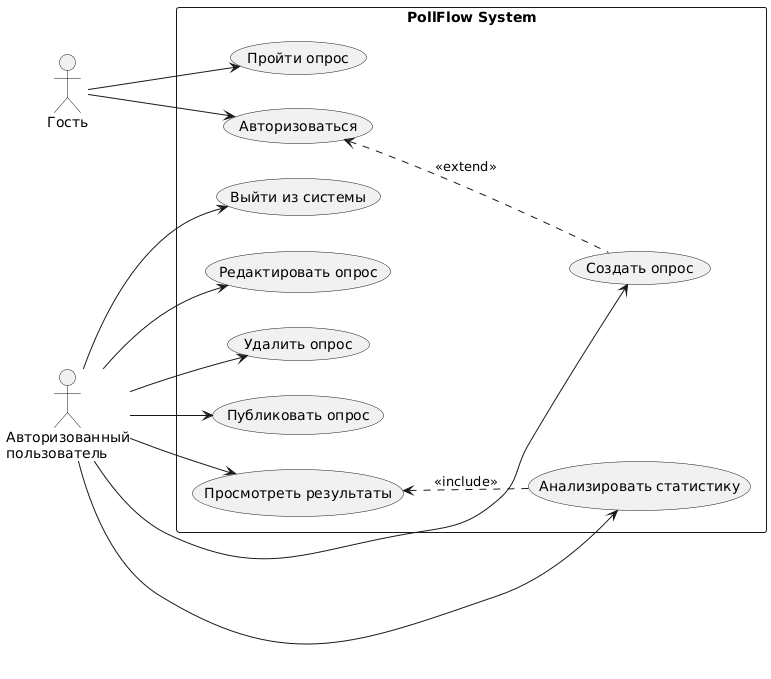 PollFlow System
Пройти опрос
Гость
Авторизоваться
«extend»
Выйти из системы
Создать опрос
Редактировать опрос
Удалить опрос
Публиковать опрос
Авторизованный
пользователь
«include»
Просмотреть результаты
Анализировать статистику